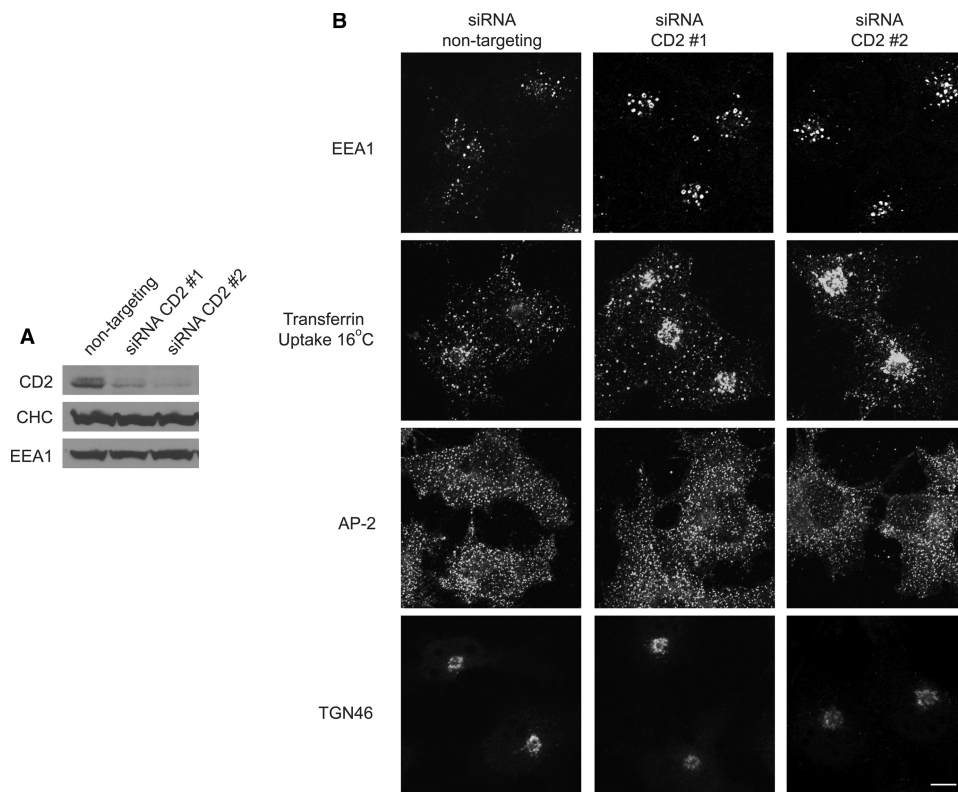 B
siRNA
non-targeting
siRNA
CD2 #1
siRNA
CD2 #2
EEA1
Transferrin
Uptake 16°C
AP-2
TGN46
A
non-targeting
siRNA CD2 #1
siRNA CD2 #2
CD2
CHC
EEA1